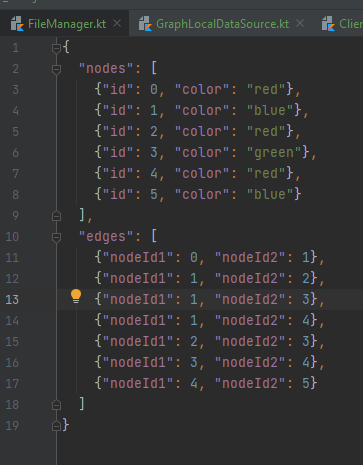 FileManager.kt × GraphLocalDataSource.kt × Clien
1 {
2 "nodes": [
3 {"id": 0, "color": "red"},
4 {"id": 1, "color": "blue"},
5 {"id": 2, "color": "red"},
6 {"id": 3, "color": "green"},
7 {"id": 4, "color": "red"},
8 {"id": 5, "color": "blue"}
9 ],
10 "edges": [
11 {"nodeId1": 0, "nodeId2": 1},
12 {"nodeId1": 1, "nodeId2": 2},
13 {"nodeId1": 1, "nodeId2": 3},
14 {"nodeId1": 1, "nodeId2": 4},
15 {"nodeId1": 2, "nodeId2": 3},
16 {"nodeId1": 3, "nodeId2": 4},
17 {"nodeId1": 4, "nodeId2": 5}
18 ]
19 }